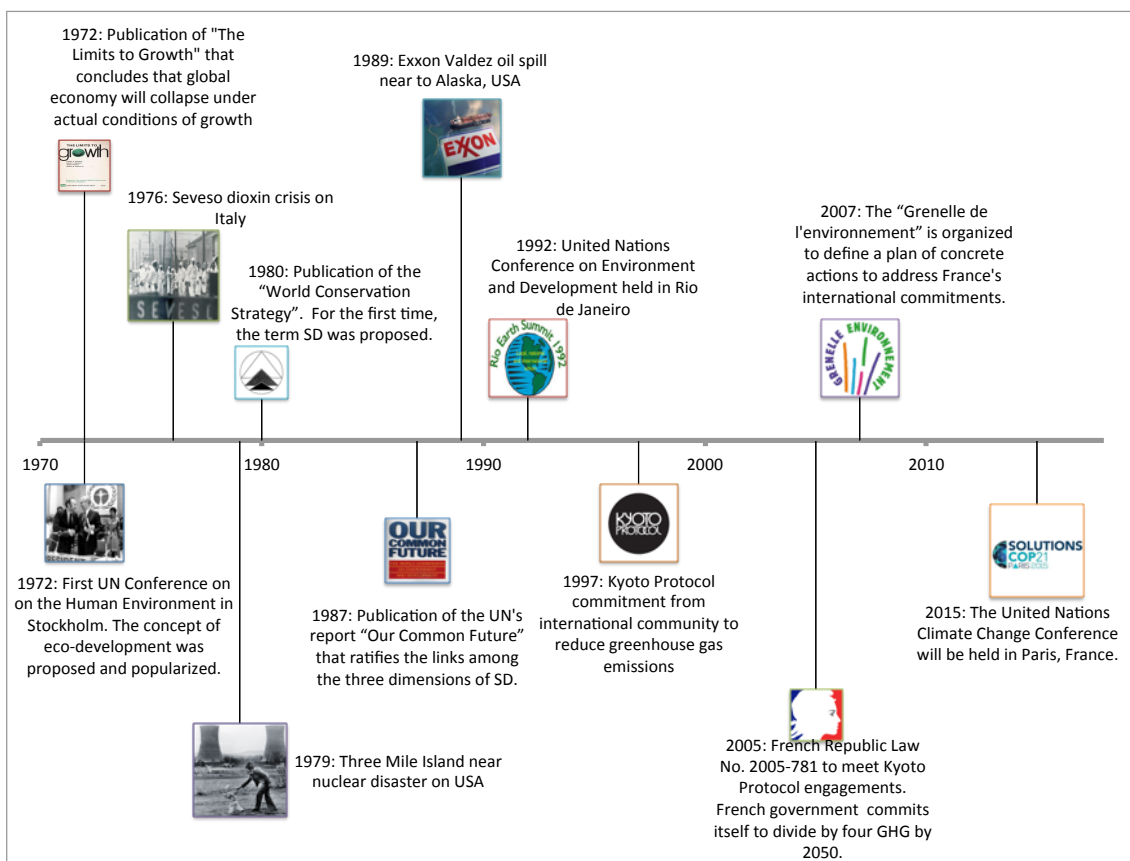 1972: Publication of "The
Limits to Growth" that
concludes that global
economy will collapse under
actual conditions of growth
THE LIMITS TO
growth
1976: Seveso dioxin crisis on
Italy
SEVESO
1980: Publication of the
“World Conservation
Strategy”. For the first time,
the term SD was proposed.
1989: Exxon Valdez oil spill
near to Alaska, USA
EXXON
1992: United Nations
Conference on Environment
and Development held in Rio
de Janeiro
Rio Earth Summit 1992
2007: The “Grenelle de
l'environnement” is organized
to define a plan of concrete
actions to address France's
international commitments.
GRENELLE ENVIRONNEMENT
1970
1980
1990
2000
2010
1972: First UN Conference on
on the Human Environment in
Stockholm. The concept of
eco-development was
proposed and popularized.
1979: Three Mile Island near
nuclear disaster on USA
OUR
COMMON
FUTURE
1987: Publication of the UN's
report “Our Common Future”
that ratifies the links among
the three dimensions of SD.
KYOTO
PROTOCOL
1997: Kyoto Protocol
commitment from
international community to
reduce greenhouse gas
emissions
2005: French Republic Law
No. 2005-781 to meet Kyoto
Protocol engagements.
French government commits
itself to divide by four GHG by
2050.
SOLUTIONS
COP21
PARIS 2015
2015: The United Nations
Climate Change Conference
will be held in Paris, France.